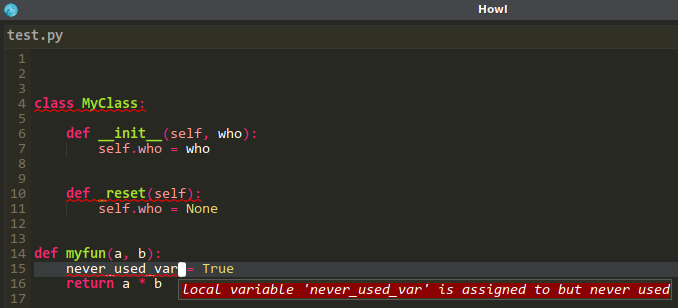 Howl
test.py
1
2
3
4 class MyClass:
5
6 def __init__(self, who):
7 self.who = who
8
9
10 def _reset(self):
11 self.who = None
12
13
14 def myfun(a, b):
15 never_used_var = True
16 return a * b
local variable 'never_used_var' is assigned to but never used
17